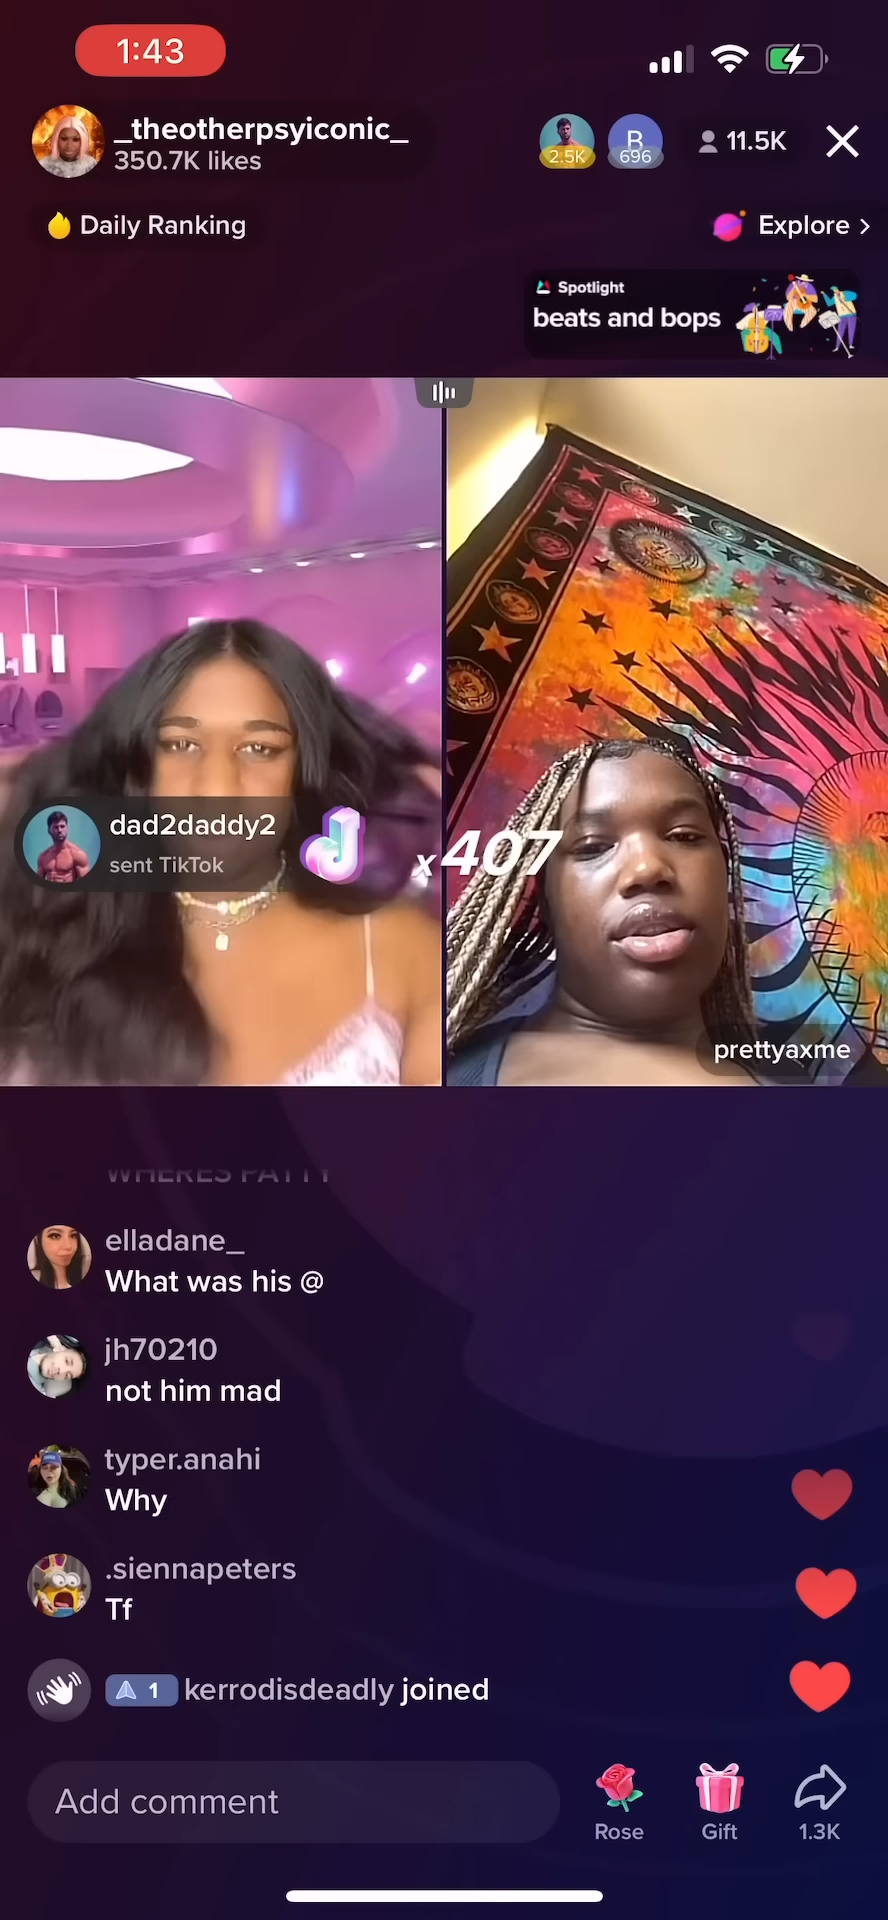 1:43
_theotherpsyiconic_
350.7K likes
2.5K
B
696
11.5K
Daily Ranking
Explore >
Spotlight
beats and bops
dad2daddy2
sent TikTok
x407
prettyaxme
WHERES PATTY
elladane_
What was his @
jh70210
not him mad
typer.anahi
Why
.siennapeters
Tf
1 kerrodisdeadly joined
Add comment
Rose
Gift
1.3K